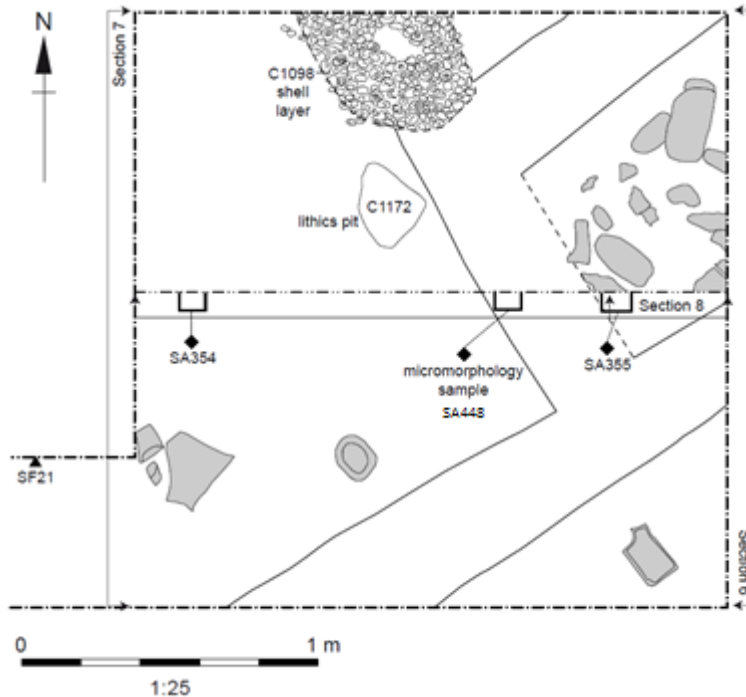 N
Section 7
C1098
shell
layer
C1172
lithics pit
Section 8
SA354
micromorphology
sample
SA448
SA355
SF21
Section 6
0 1 m
1:25